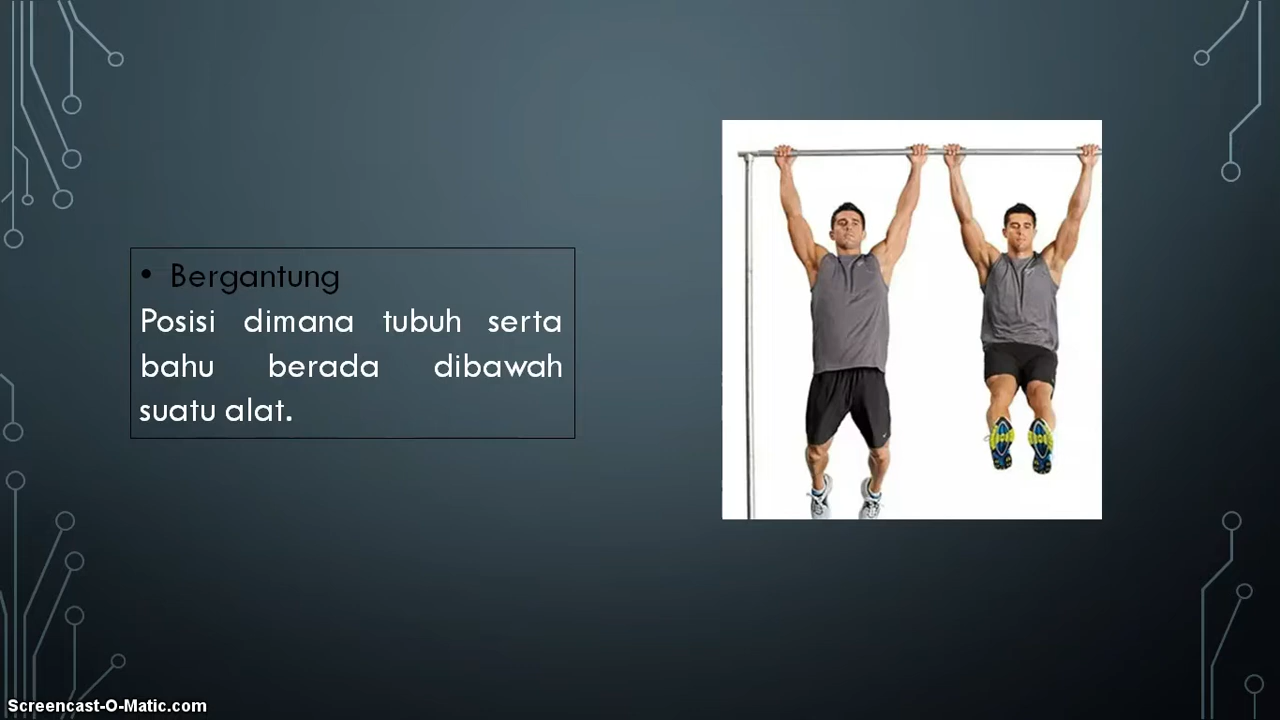 • Bergantung
Posisi dimana tubuh serta
bahu berada dibawah
suatu alat.
Screencast-O-Matic.com